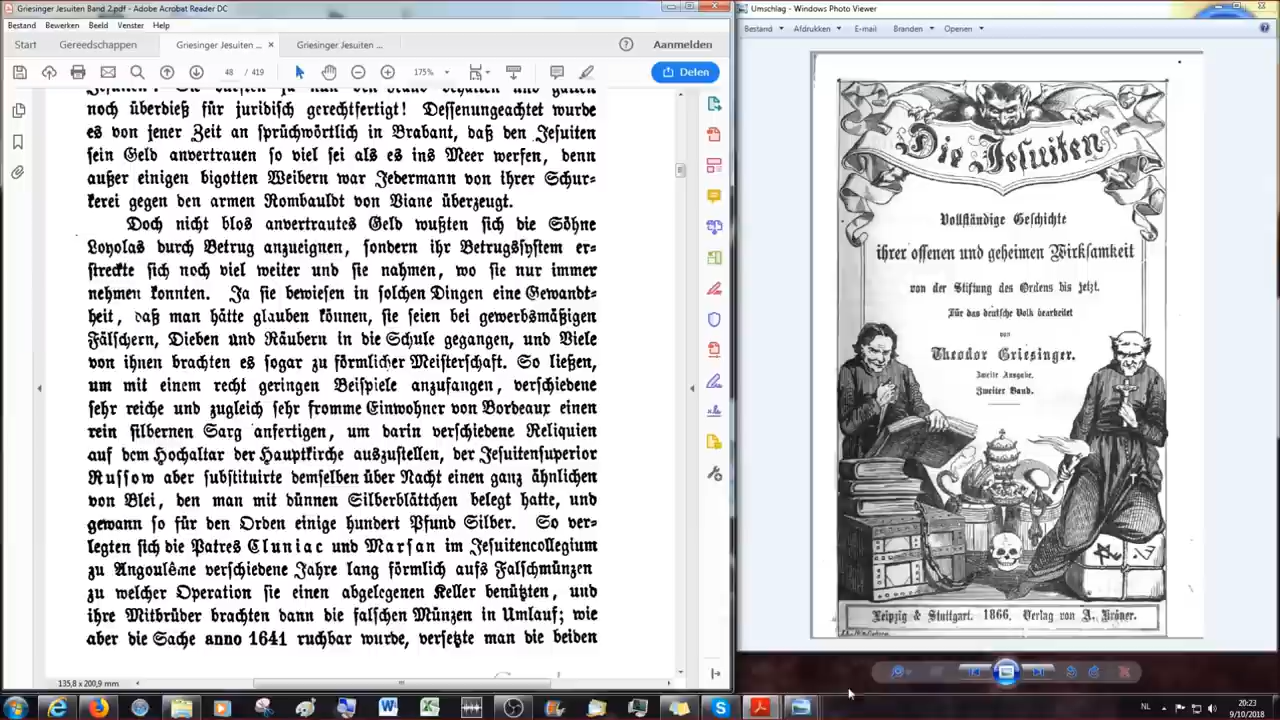 Griesinger Jesuiten Band 2.pdf - Adobe Acrobat Reader DC
Bestand Bewerken Beeld Venster Help
Start Gereedschappen Griesinger Jesuiten ... × Griesinger Jesuiten ... Aanmelden
48 / 419 175% Delen
noch überdieß für juridisch gerechtfertigt! Dessenungeachtet wurde
es von jener Zeit an sprüchwörtlich in Brabant, daß den Jesuiten
sein Geld anvertrauen so viel sei als es ins Meer werfen, denn
außer einigen bigotten Weibern war Jedermann von ihrer Schur-
kerei gegen den armen Rombauldt von Viane überzeugt.
Doch nicht blos anvertrautes Geld wußten sich die Söhne
Loyolas durch Betrug anzueignen, sondern ihr Betrugssystem er-
streckte sich noch viel weiter und sie nahmen, wo sie nur immer
nehmen konnten. Ja sie bewiesen in solchen Dingen eine Gewandt-
heit, daß man hätte glauben können, sie seien bei gewerbsmäßigen
Fälschern, Dieben und Räubern in die Schule gegangen, und Viele
von ihnen brachten es sogar zu förmlicher Meisterschaft. So ließen,
um mit einem recht geringen Beispiele anzufangen, verschiedene
sehr reiche und zugleich sehr fromme Einwohner von Bordeaux einen
rein silbernen Sarg anfertigen, um darin verschiedene Reliquien
auf dem Hochaltar der Hauptkirche auszustellen, der Jesuitensuperior
Russow aber substituirte demselben über Nacht einen ganz ähnlichen
von Blei, den man mit dünnen Silberblättchen belegt hatte, und
gewann so für den Orden einige hundert Pfund Silber. So ver-
legten sich die Patres Cluniac und Marsan im Jesuitencollegium
zu Angoulême verschiedene Jahre lang förmlich aufs Falschmünzen
zu welcher Operation sie einen abgelegenen Keller benützten, und
ihre Mitbrüder brachten dann die falschen Münzen in Umlauf; wie
aber die Sache anno 1641 ruchbar wurde, versetzte man die beiben
135,8 x 200,9 mm
Umschlag - Windows Photo Viewer
Bestand Afdrukken E-mail Branden Openen
Die Jesuiten
Vollständige Geschichte
ihrer offenen und geheimen Wirksamkeit
von der Stiftung des Ordens bis jetzt.
Für das deutsche Volk bearbeitet
von
Theodor Griesinger.
Zweite Ausgabe.
Zweiter Band.
Leipzig & Stuttgart. 1866. Verlag von A. Kröner.
NL 20:23
9/10/2018